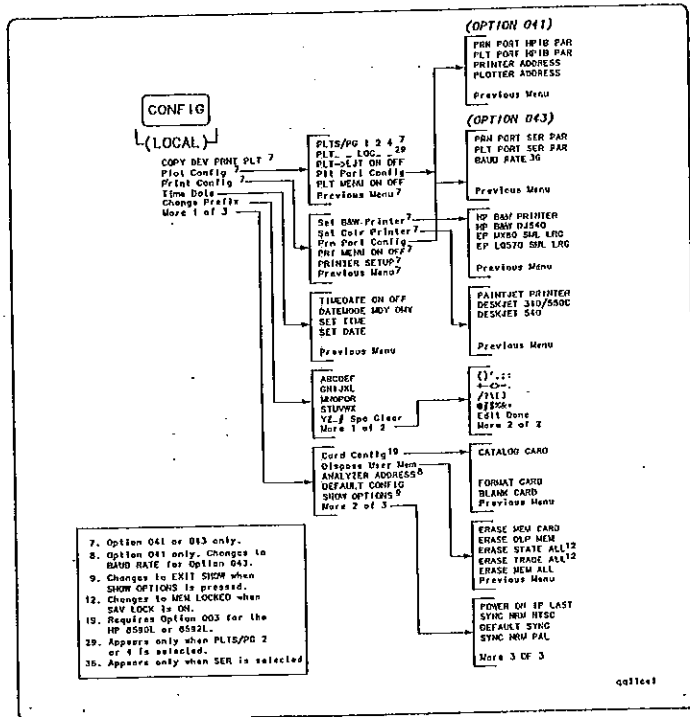 (OPTION 041)
PRN PORT HPIB PAR
PLT PORT HPIB PAR
PRINTER ADDRESS
PLOTTER ADDRESS
Previous Menu
CONFIG
(LOCAL)
COPY DEV PRNT PLT 7
Plot Config 7
Print Config 7
Time Date
Change Prefix
More 1 of 3
PLTS/PG 1 2 4 7
PLT_ _ LOC_ _ 29
PLT->LJT ON OFF
Plt Port Config
PLT MENU ON OFF
Previous Menu 7
(OPTION 043)
PRN PORT SER PAR
PLT PORT SER PAR
BAUD RATE 36
Previous Menu
Set B&W Printer 7
Set Colr Printer 7
Prn Port Config
PRT MENU ON OFF 7
PRINTER SETUP 7
Previous Menu 7
HP B&W PRINTER
HP B&W DJ540
EP MX80 SML LRG
EP LQ570 SML LRG
Previous Menu
TIMEDATE ON OFF
DATEMODE MDY DMY
SET TIME
SET DATE
Previous Menu
PAINTJET PRINTER
DESKJET 310/550C
DESKJET 540
Previous Menu
ABCDEF
GHIJKL
MNOPQR
STUVWX
YZ_# Spc Clear
More 1 of 2
Edit Done
More 2 of 2
Card Config 19
Dispose User Mem
ANALYZER ADDRESS 8
DEFAULT CONFIG
SHOW OPTIONS 9
More 2 of 3
CATALOG CARD
FORMAT CARD
BLANK CARD
Previous Menu
ERASE MEM CARD
ERASE DLP MEM
ERASE STATE ALL 12
ERASE TRACE ALL 12
ERASE MEM ALL
Previous Menu
POWER ON IP LAST
SYNC NRM NTSC
DEFAULT SYNC
SYNC NRM PAL
More 3 OF 3
7. Option 041 or 043 only.
8. Option 041 only. Changes to
BAUD RATE for Option 043.
9. Changes to EXIT SHOW when
SHOW OPTIONS is pressed.
12. Changes to MEM LOCKED when
SAV LOCK is ON.
19. Requires Option 003 for the
HP 8590L or 8592L.
29. Appears only when PLTS/PG 2
or 4 is selected.
36. Appears only when SER is selected